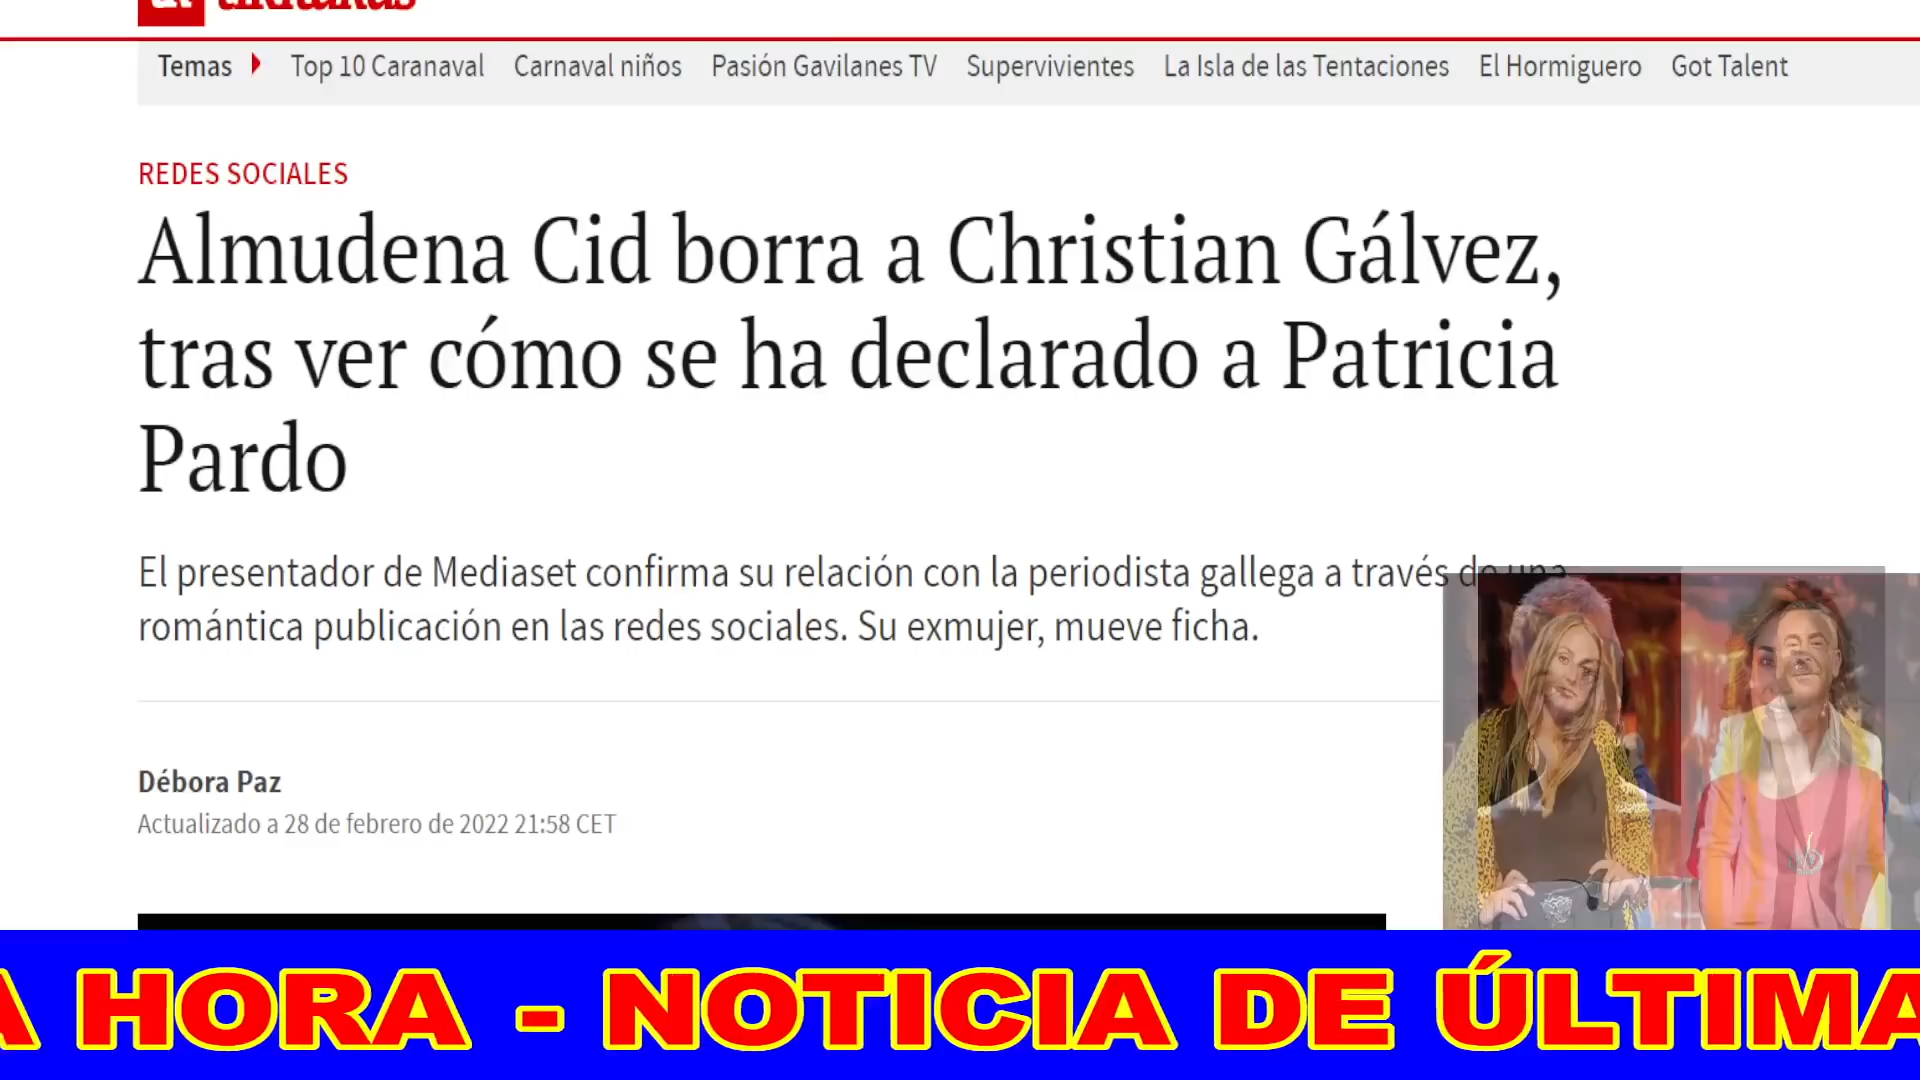 Temas Top 10 Caranaval Carnaval niños Pasión Gavilanes TV Supervivientes La Isla de las Tentaciones El Hormiguero Got Talent
REDES SOCIALES
Almudena Cid borra a Christian Gálvez,
tras ver cómo se ha declarado a Patricia
Pardo
El presentador de Mediaset confirma su relación con la periodista gallega a través de una
romántica publicación en las redes sociales. Su exmujer, mueve ficha.
Débora Paz
Actualizado a 28 de febrero de 2022 21:58 CET
A HORA - NOTICIA DE ÚLTIMA